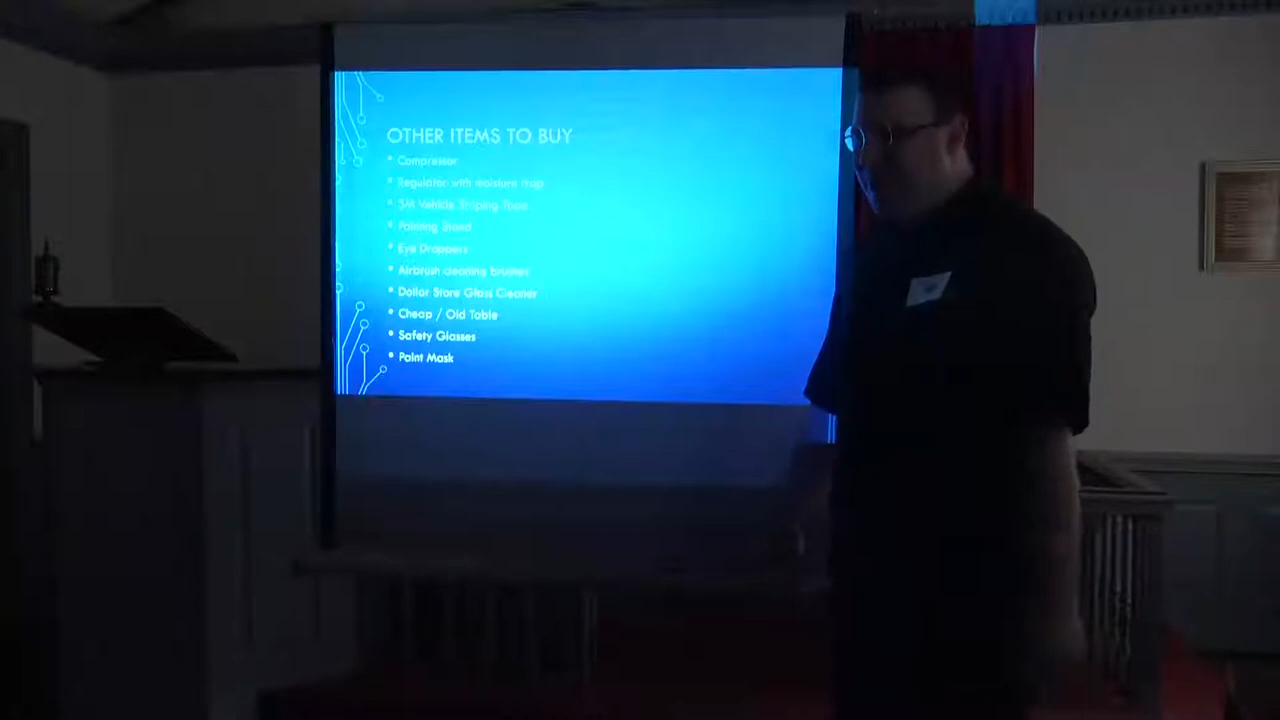 OTHER ITEMS TO BUY
• Compressor
• Regulator with moisture trap
• 3M Vehicle Striping Tape
• Painting Stand
• Eye Droppers
• Airbrush cleaning brushes
• Dollar Store Glass Cleaner
• Cheap / Old Table
• Safety Glasses
• Paint Mask